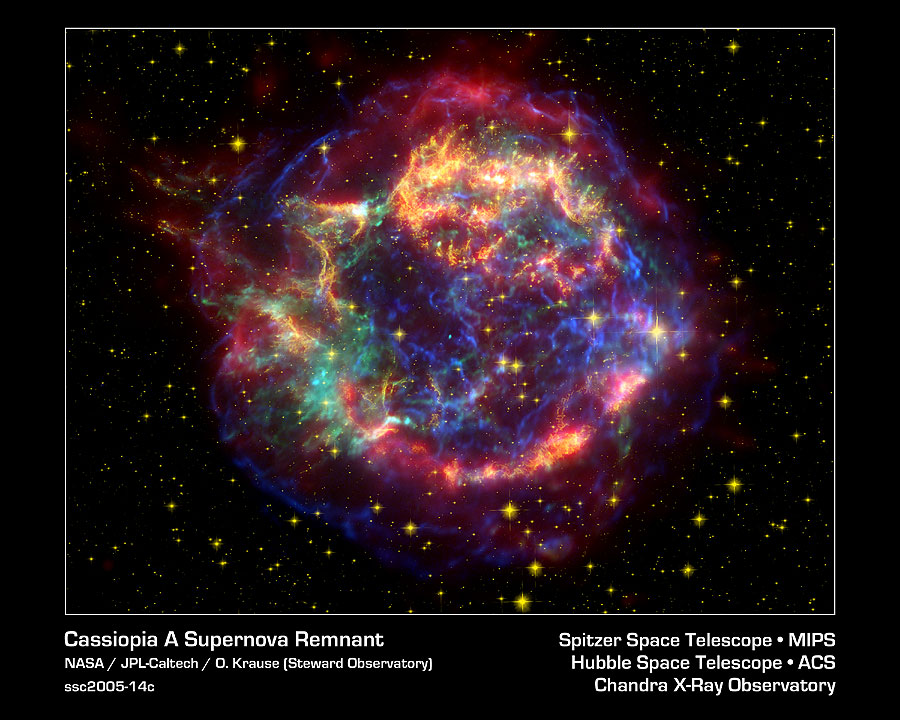 Cassiopia A Supernova Remnant
NASA / JPL-Caltech / O. Krause (Steward Observatory)
ssc2005-14c
Spitzer Space Telescope • MIPS
Hubble Space Telescope • ACS
Chandra X-Ray Observatory